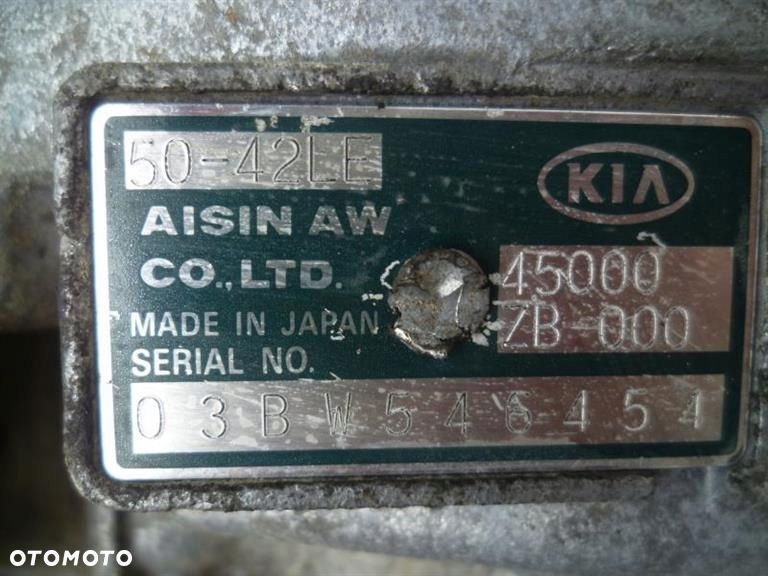 50-42LE
KIA
AISIN AW
CO., LTD.
45000
ZB-000
MADE IN JAPAN
SERIAL NO.
03BW546454
OTOMOTO